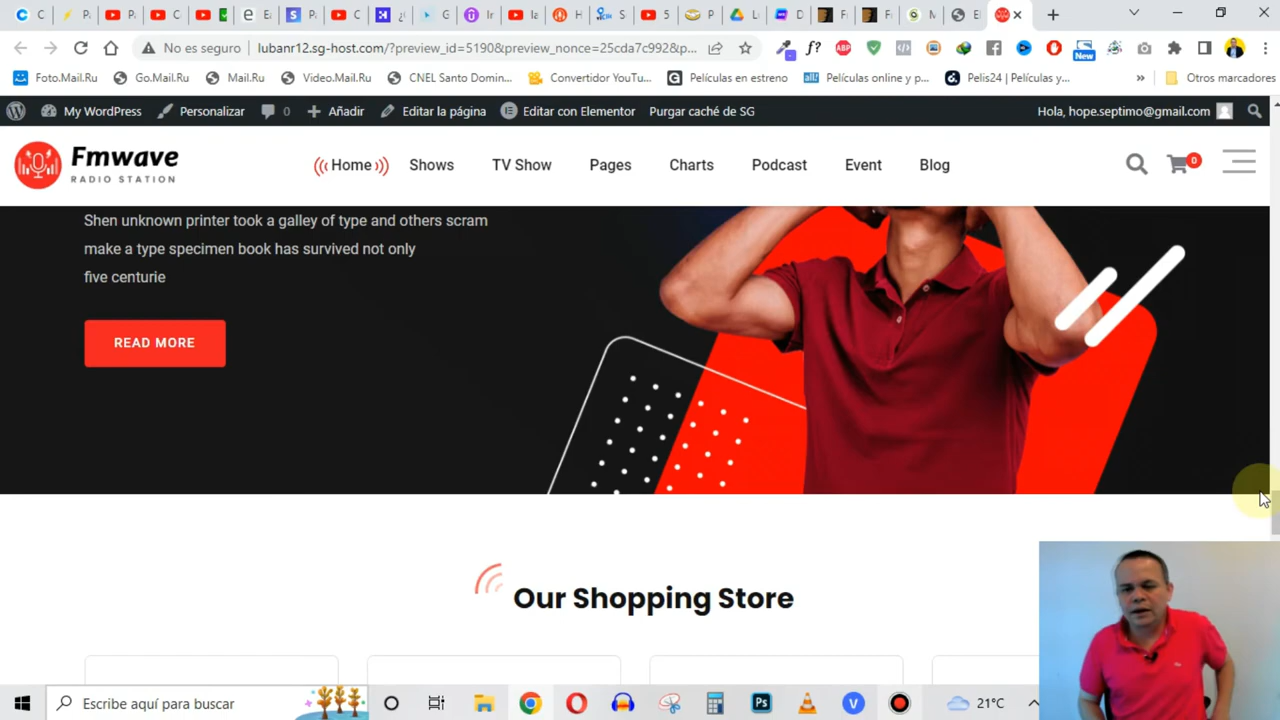 No es seguro
lubanr12.sg-host.com/?preview_id=5190&preview_nonce=25cda7c992&p...
ABP
New
Foto.Mail.Ru
Go.Mail.Ru
Mail.Ru
Video.Mail.Ru
CNEL Santo Domin...
Convertidor YouTu...
Películas en estreno
Películas online y p...
Pelis24 | Películas y...
»
Otros marcadores
My WordPress
Personalizar
0
Añadir
Editar la página
Editar con Elementor
Purgar caché de SG
Hola, hope.septimo@gmail.com
Fmwave
RADIO STATION
Home
Shows
TV Show
Pages
Charts
Podcast
Event
Blog
0
Shen unknown printer took a galley of type and others scram
make a type specimen book has survived not only
five centurie
READ MORE
Our Shopping Store
Escribe aquí para buscar
Ps
21°C